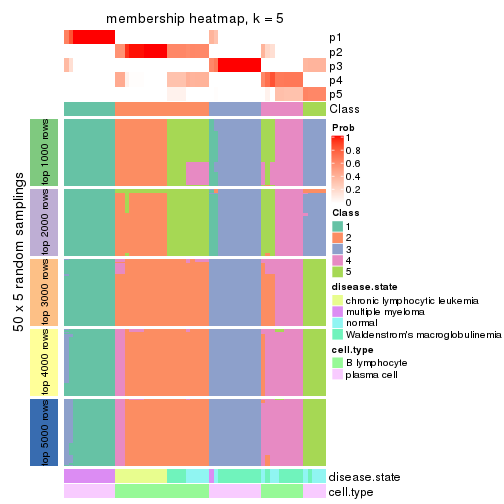 membership heatmap, k = 5
p1
p2
p3
p4
p5
Class
50 x 5 random samplings
top 1000 rows
top 2000 rows
top 3000 rows
top 4000 rows
top 5000 rows
Prob
1
0.8
0.6
0.4
0.2
0
Class
1
2
3
4
5
disease.state
chronic lymphocytic leukemia
multiple myeloma
normal
Waldenstrom's macroglobulinemia
cell.type
B lymphocyte
plasma cell
disease.state
cell.type